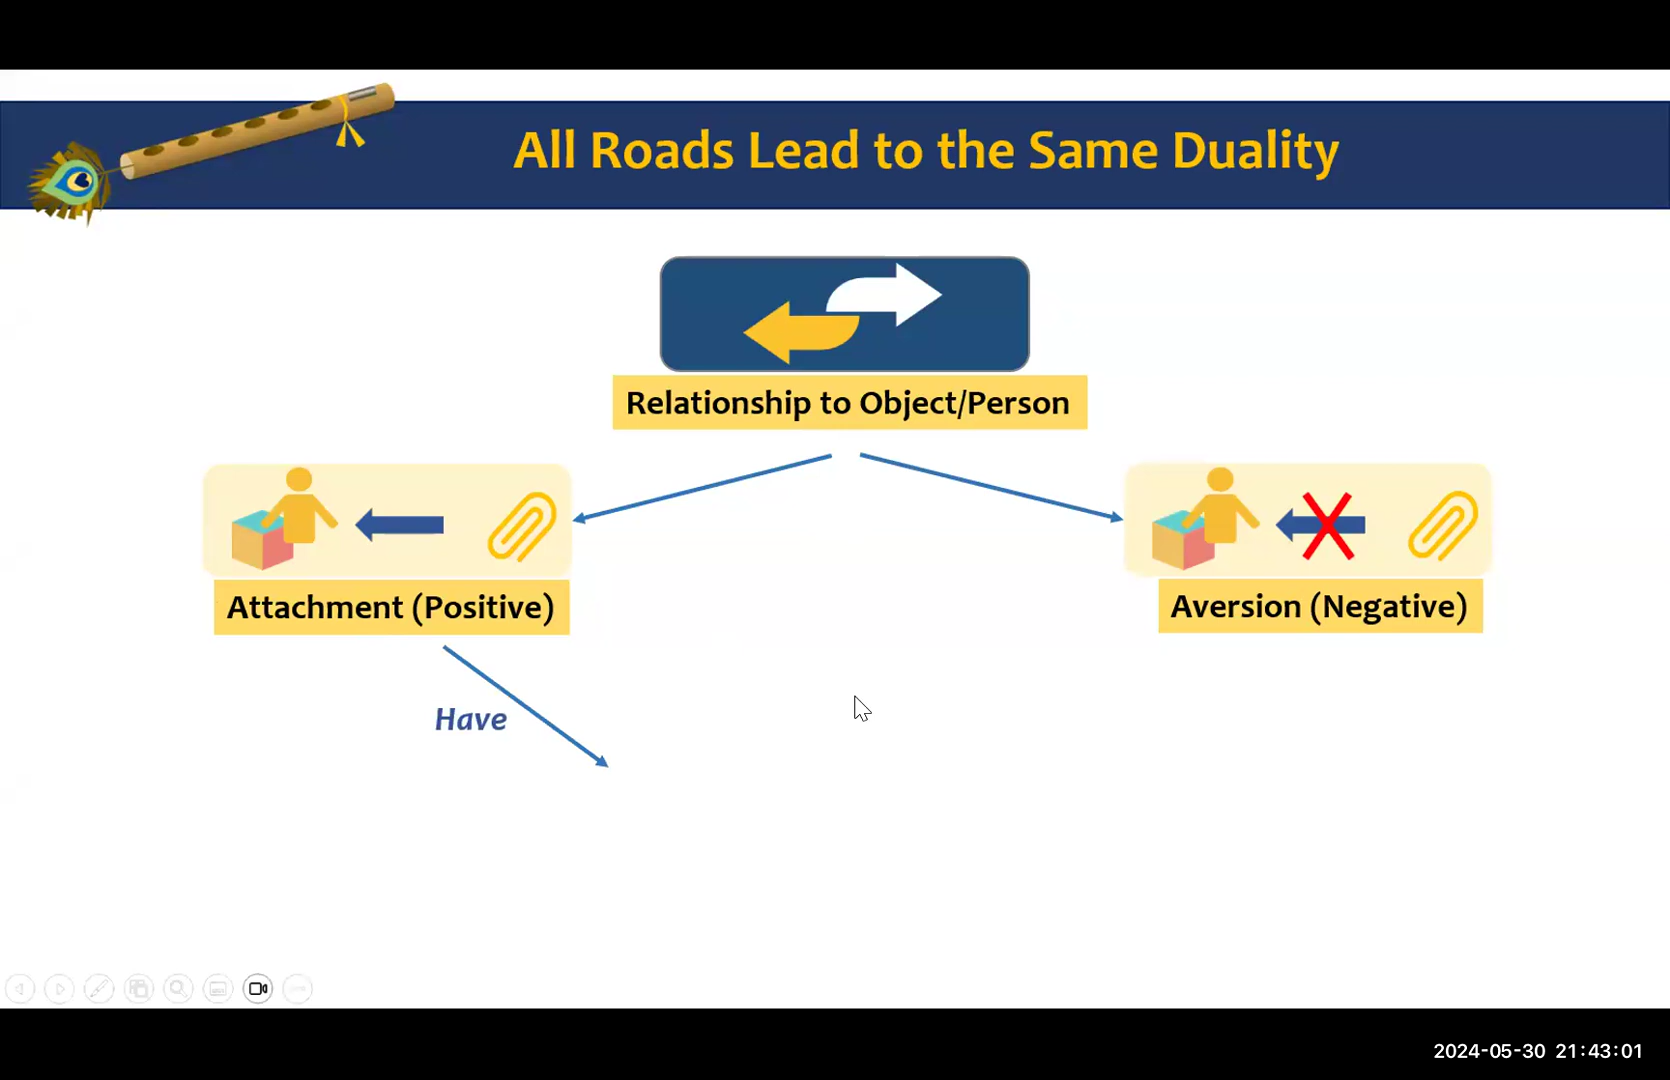 All Roads Lead to the Same Duality
Relationship to Object/Person
Attachment (Positive)
Aversion (Negative)
Have
2024-05-30 21:43:01